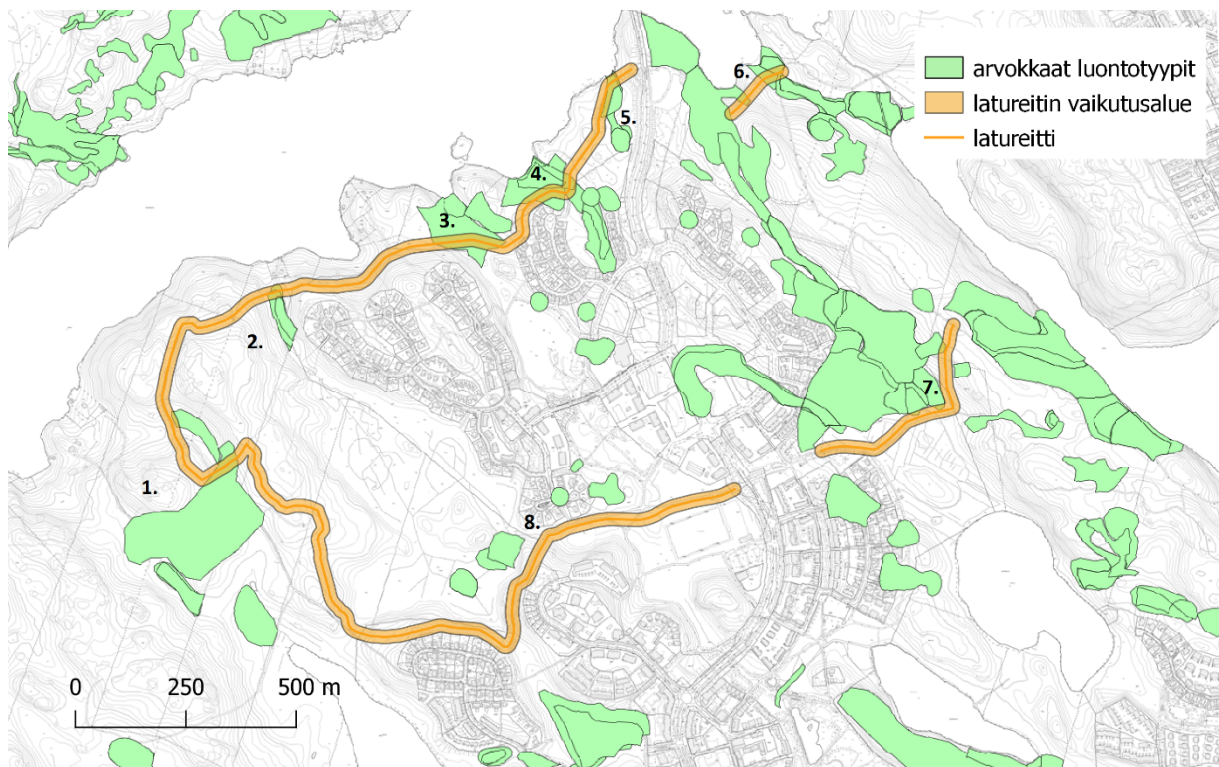 arvokkaat luontotyypit
latureitin vaikutusalue
latureitti
6.
5.
4.
3.
2.
7.
1.
8.
0 250 500 m